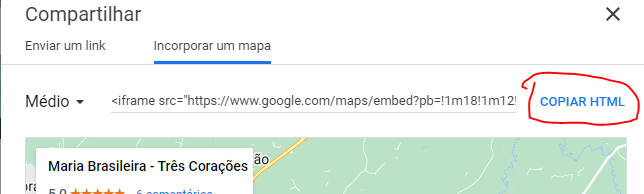 Compartilhar
Enviar um link Incorporar um mapa
Médio <iframe src="https://www.google.com/maps/embed?pb=!1m18!1m12! COPIAR HTML
ão
Maria Brasileira - Três Corações
5,0 6 comentários